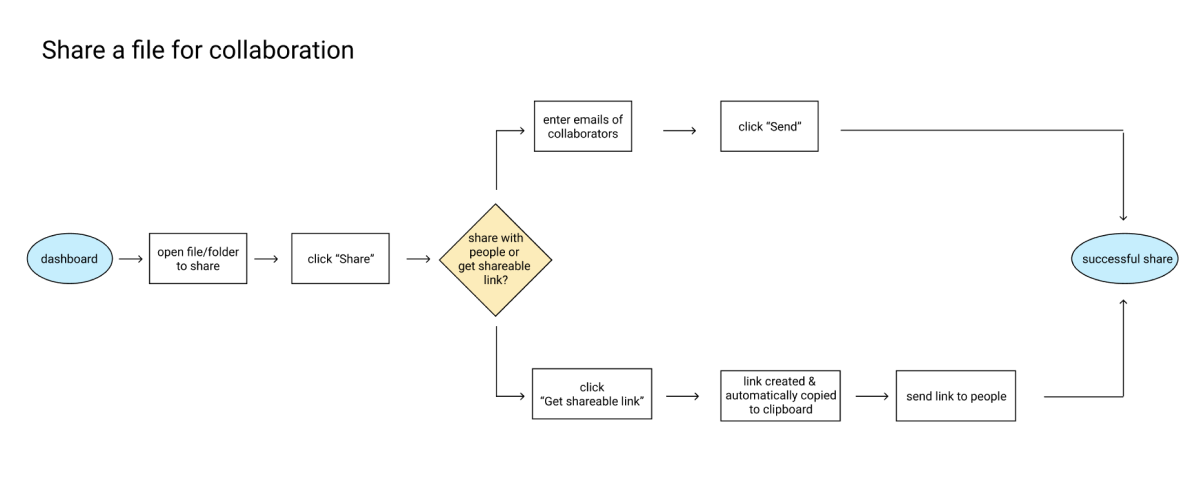 Share a file for collaboration
enter emails of
collaborators
click “Send”
dashboard
open file/folder
to share
click “Share”
share with
people or
get shareable
link?
successful share
click
“Get shareable link”
link created &
automatically copied
to clipboard
send link to people